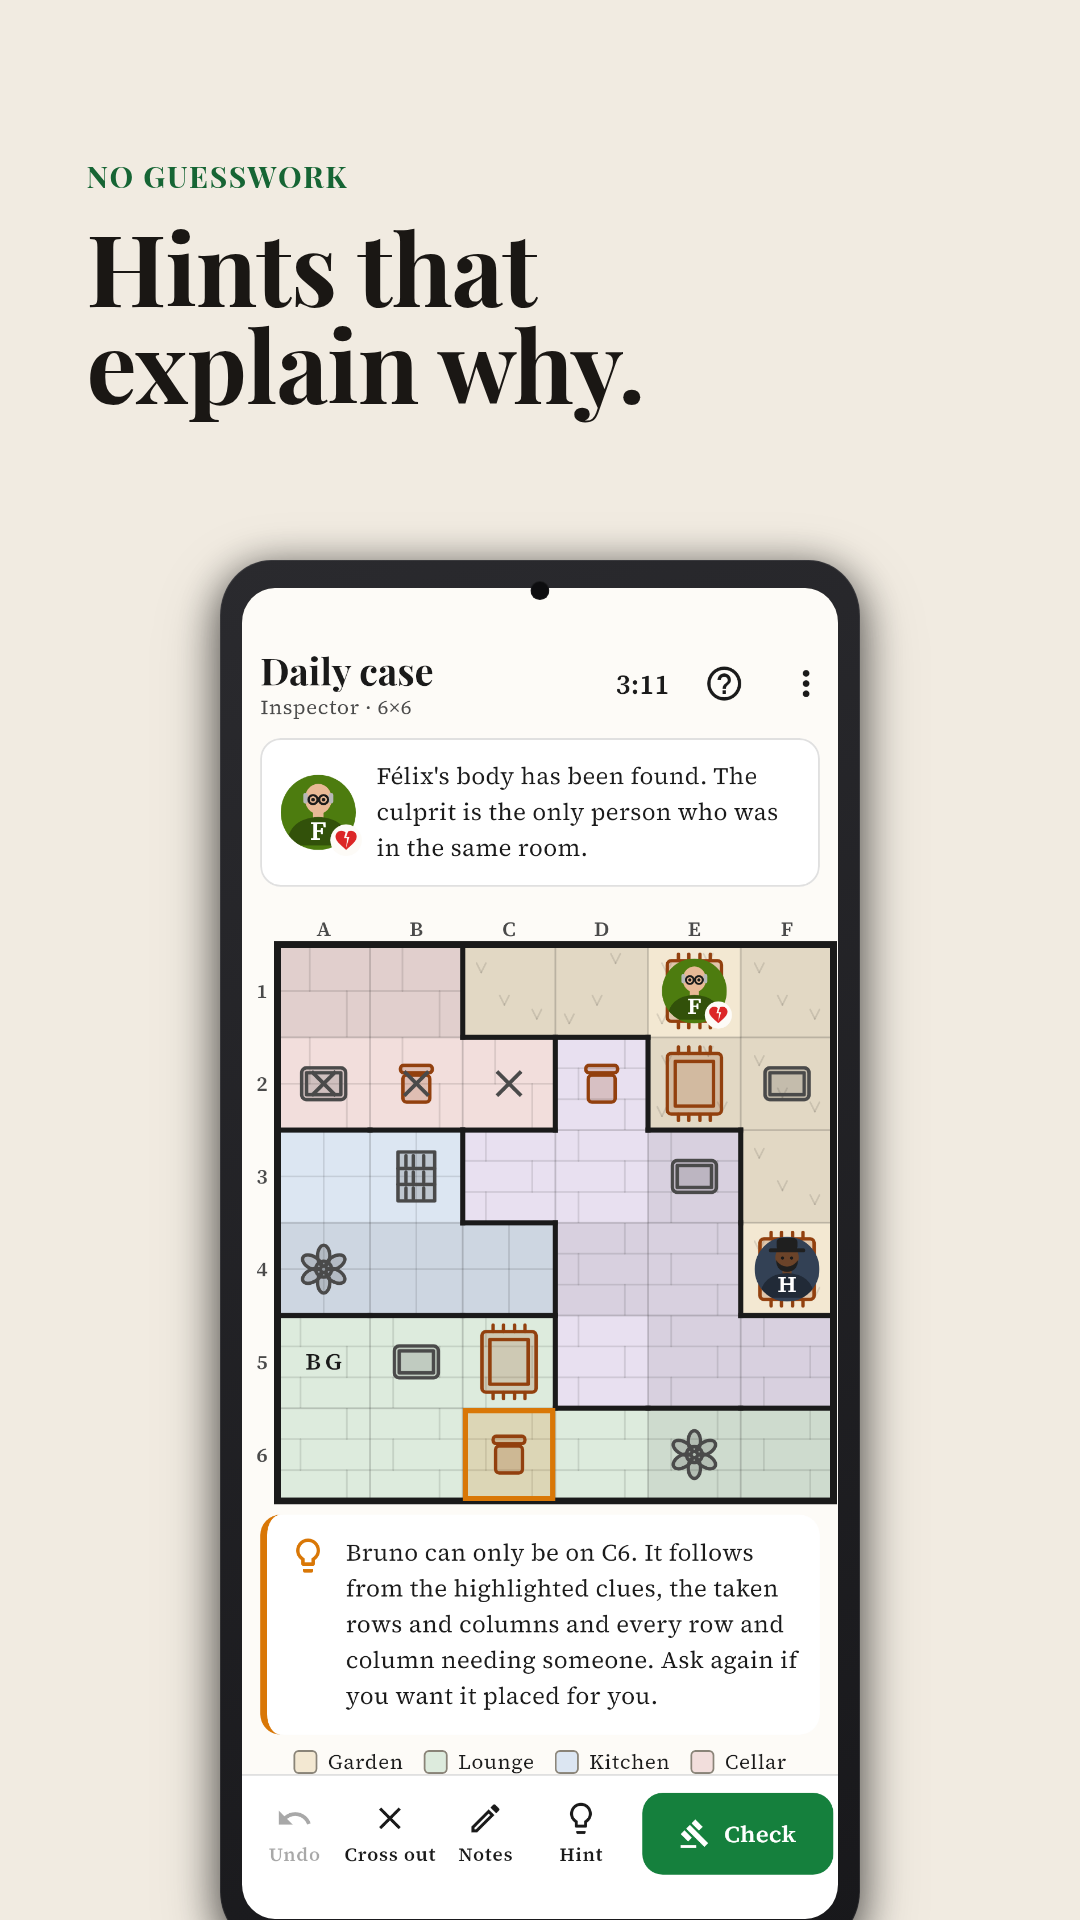 NO GUESSWORK
Hints that
explain why.
Daily case
Inspector · 6×6
3:11
F
Félix's body has been found. The
culprit is the only person who was
in the same room.
A B C D E F
1
F
2
3
4
H
5
B G
6
Bruno can only be on C6. It follows
from the highlighted clues, the taken
rows and columns and every row and
column needing someone. Ask again if
you want it placed for you.
Garden Lounge Kitchen Cellar
Undo Cross out Notes Hint Check